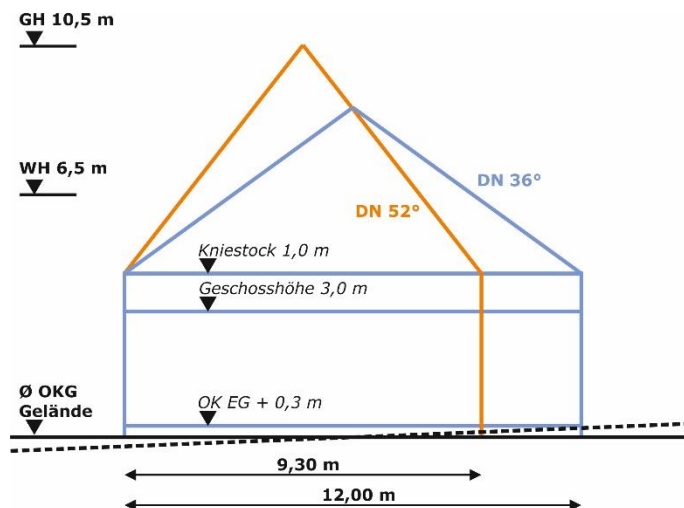 GH 10,5 m
WH 6,5 m
DN 36°
DN 52°
Kniestock 1,0 m
Geschosshöhe 3,0 m
Ø OKG
Gelände
OK EG + 0,3 m
9,30 m
12,00 m